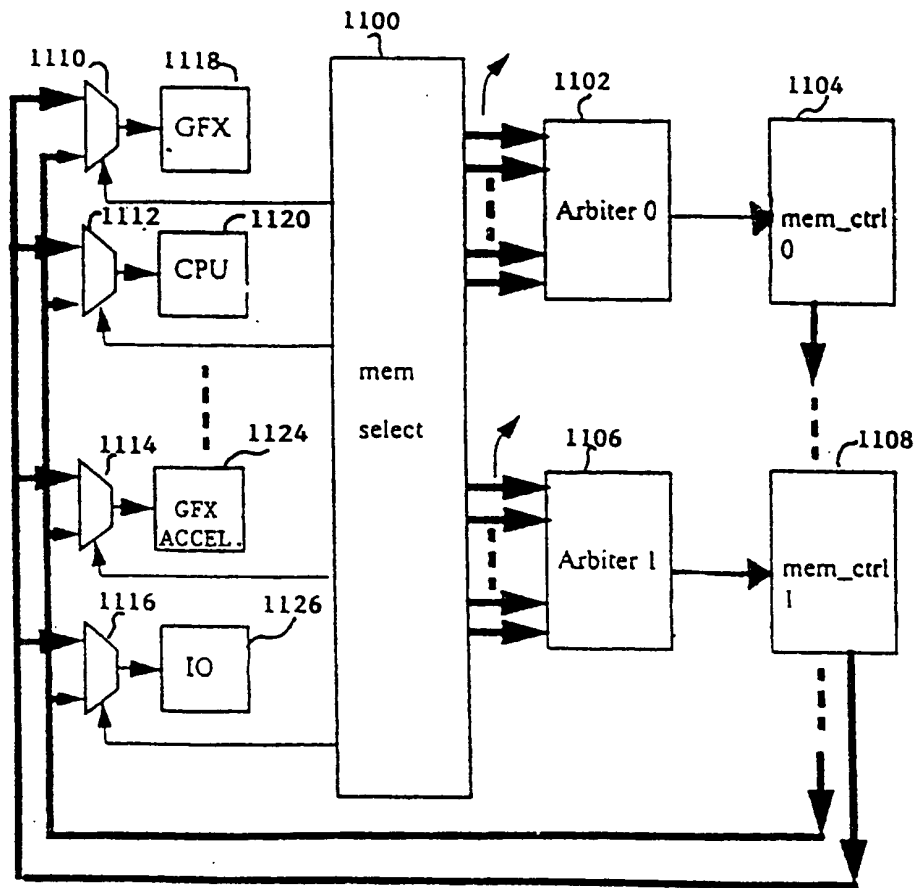 1100
1110
1118
1102
1104
GFX
Arbiter 0
mem_ctrl
0
1112
1120
CPU
mem
select
1114
1124
1106
1108
GFX
ACCEL.
Arbiter 1
mem_ctrl
1
1116
1126
IO